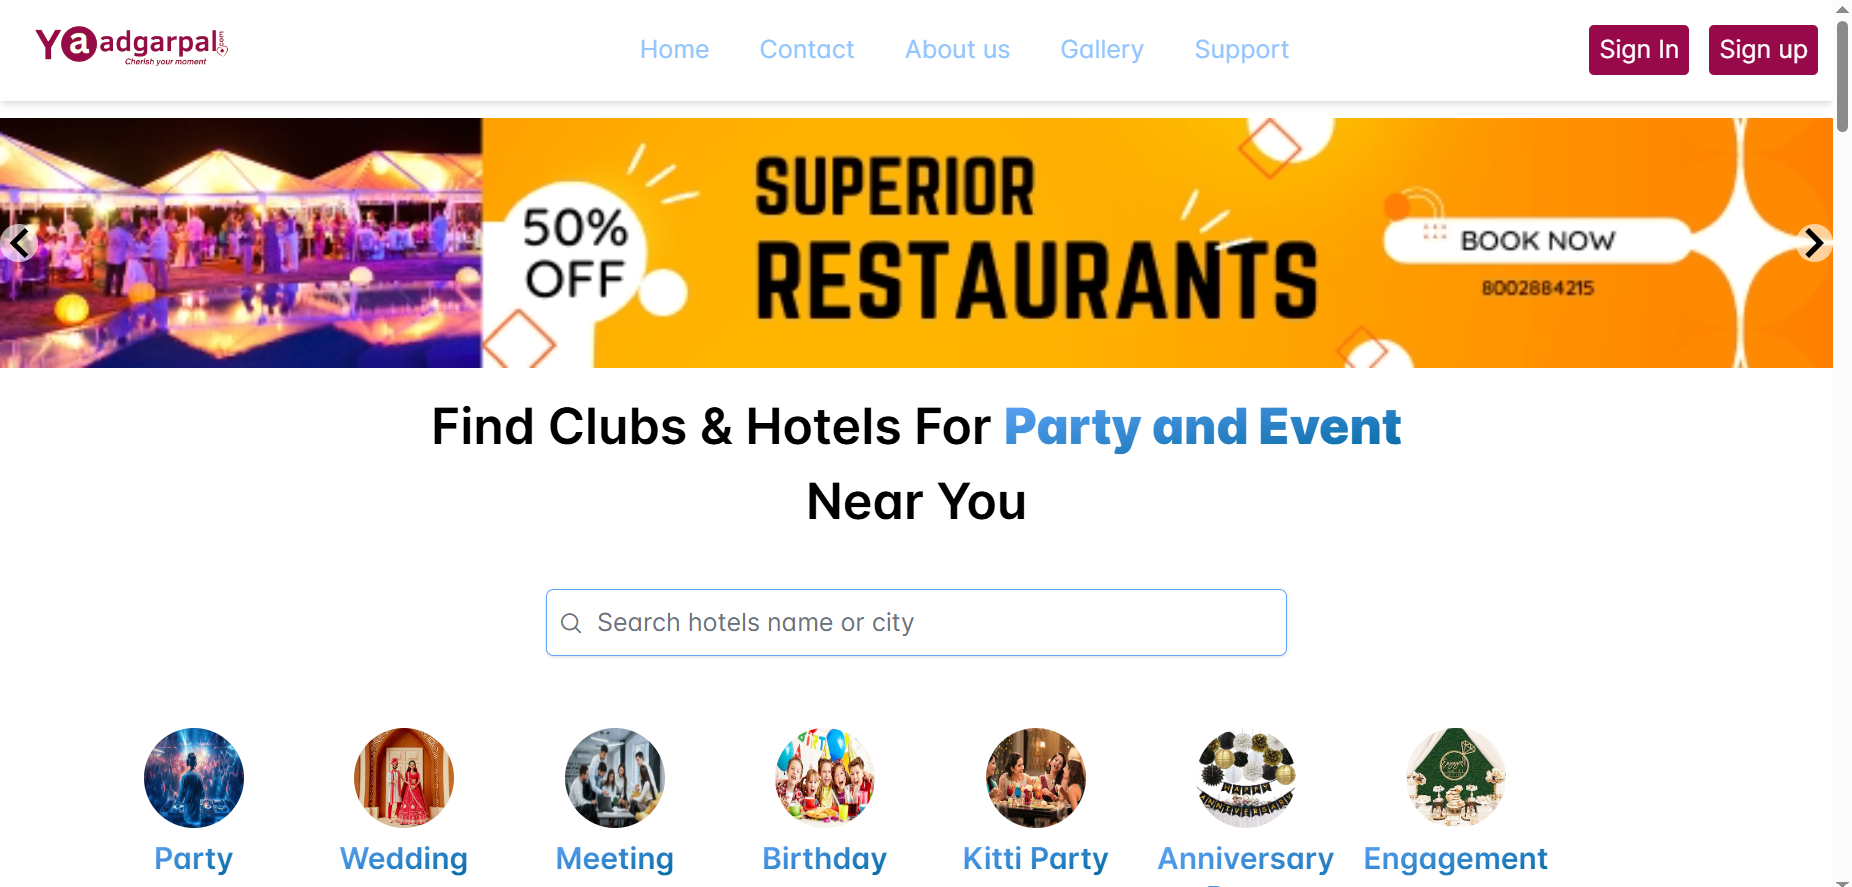 Yaadgarpal.com
Cherish your moment
Home
Contact
About us
Gallery
Support
Sign In
Sign up
50%
OFF
SUPERIOR
RESTAURANTS
BOOK NOW
8002884215
Find Clubs & Hotels For Party and Event
Near You
Search hotels name or city
Party
Wedding
Meeting
Birthday
Kitti Party
Anniversary
Engagement